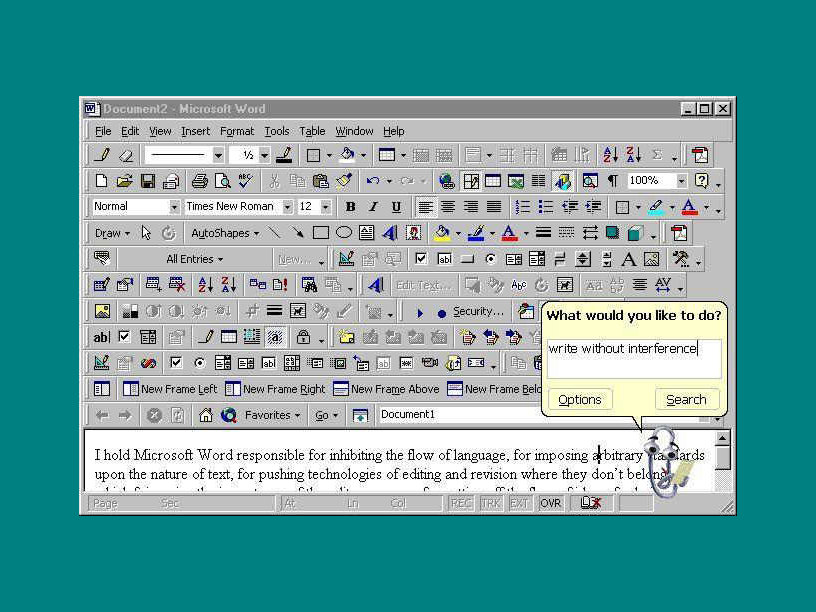 Document2 - Microsoft Word
File Edit View Insert Format Tools Table Window Help
½
100%
Normal Times New Roman 12 B I U
Draw AutoShapes
All Entries New...
Edit Text... Abc
Security...
What would you like to do?
write without interference
Options Search
ab|
New Frame Left New Frame Right New Frame Above New Frame Belo
Favorites Go Document1
I hold Microsoft Word responsible for inhibiting the flow of language, for imposing arbitrary standards
upon the nature of text, for pushing technologies of editing and revision where they don't belong
Page Sec At Ln Col REC TRK EXT OVR